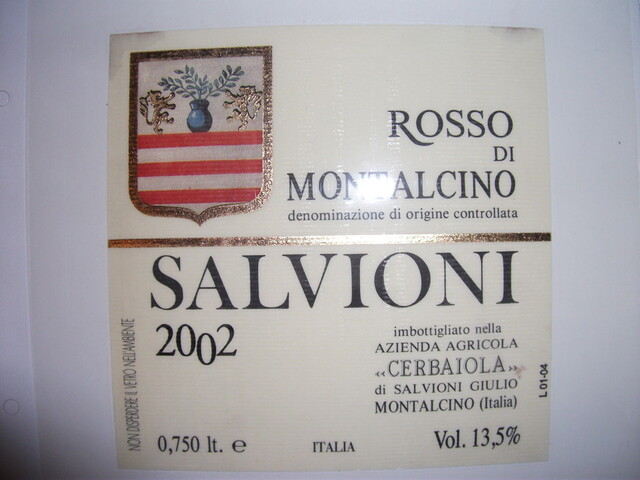 ROSSO
DI
MONTALCINO
denominazione di origine controllata
SALVIONI
2002
imbottigliato nella
AZIENDA AGRICOLA
«CERBAIOLA»
di SALVIONI GIULIO
MONTALCINO (Italia)
NON DISPERDERE IL VETRO NELL'AMBIENTE
L 01-04
0,750 lt. e
ITALIA
Vol. 13,5%